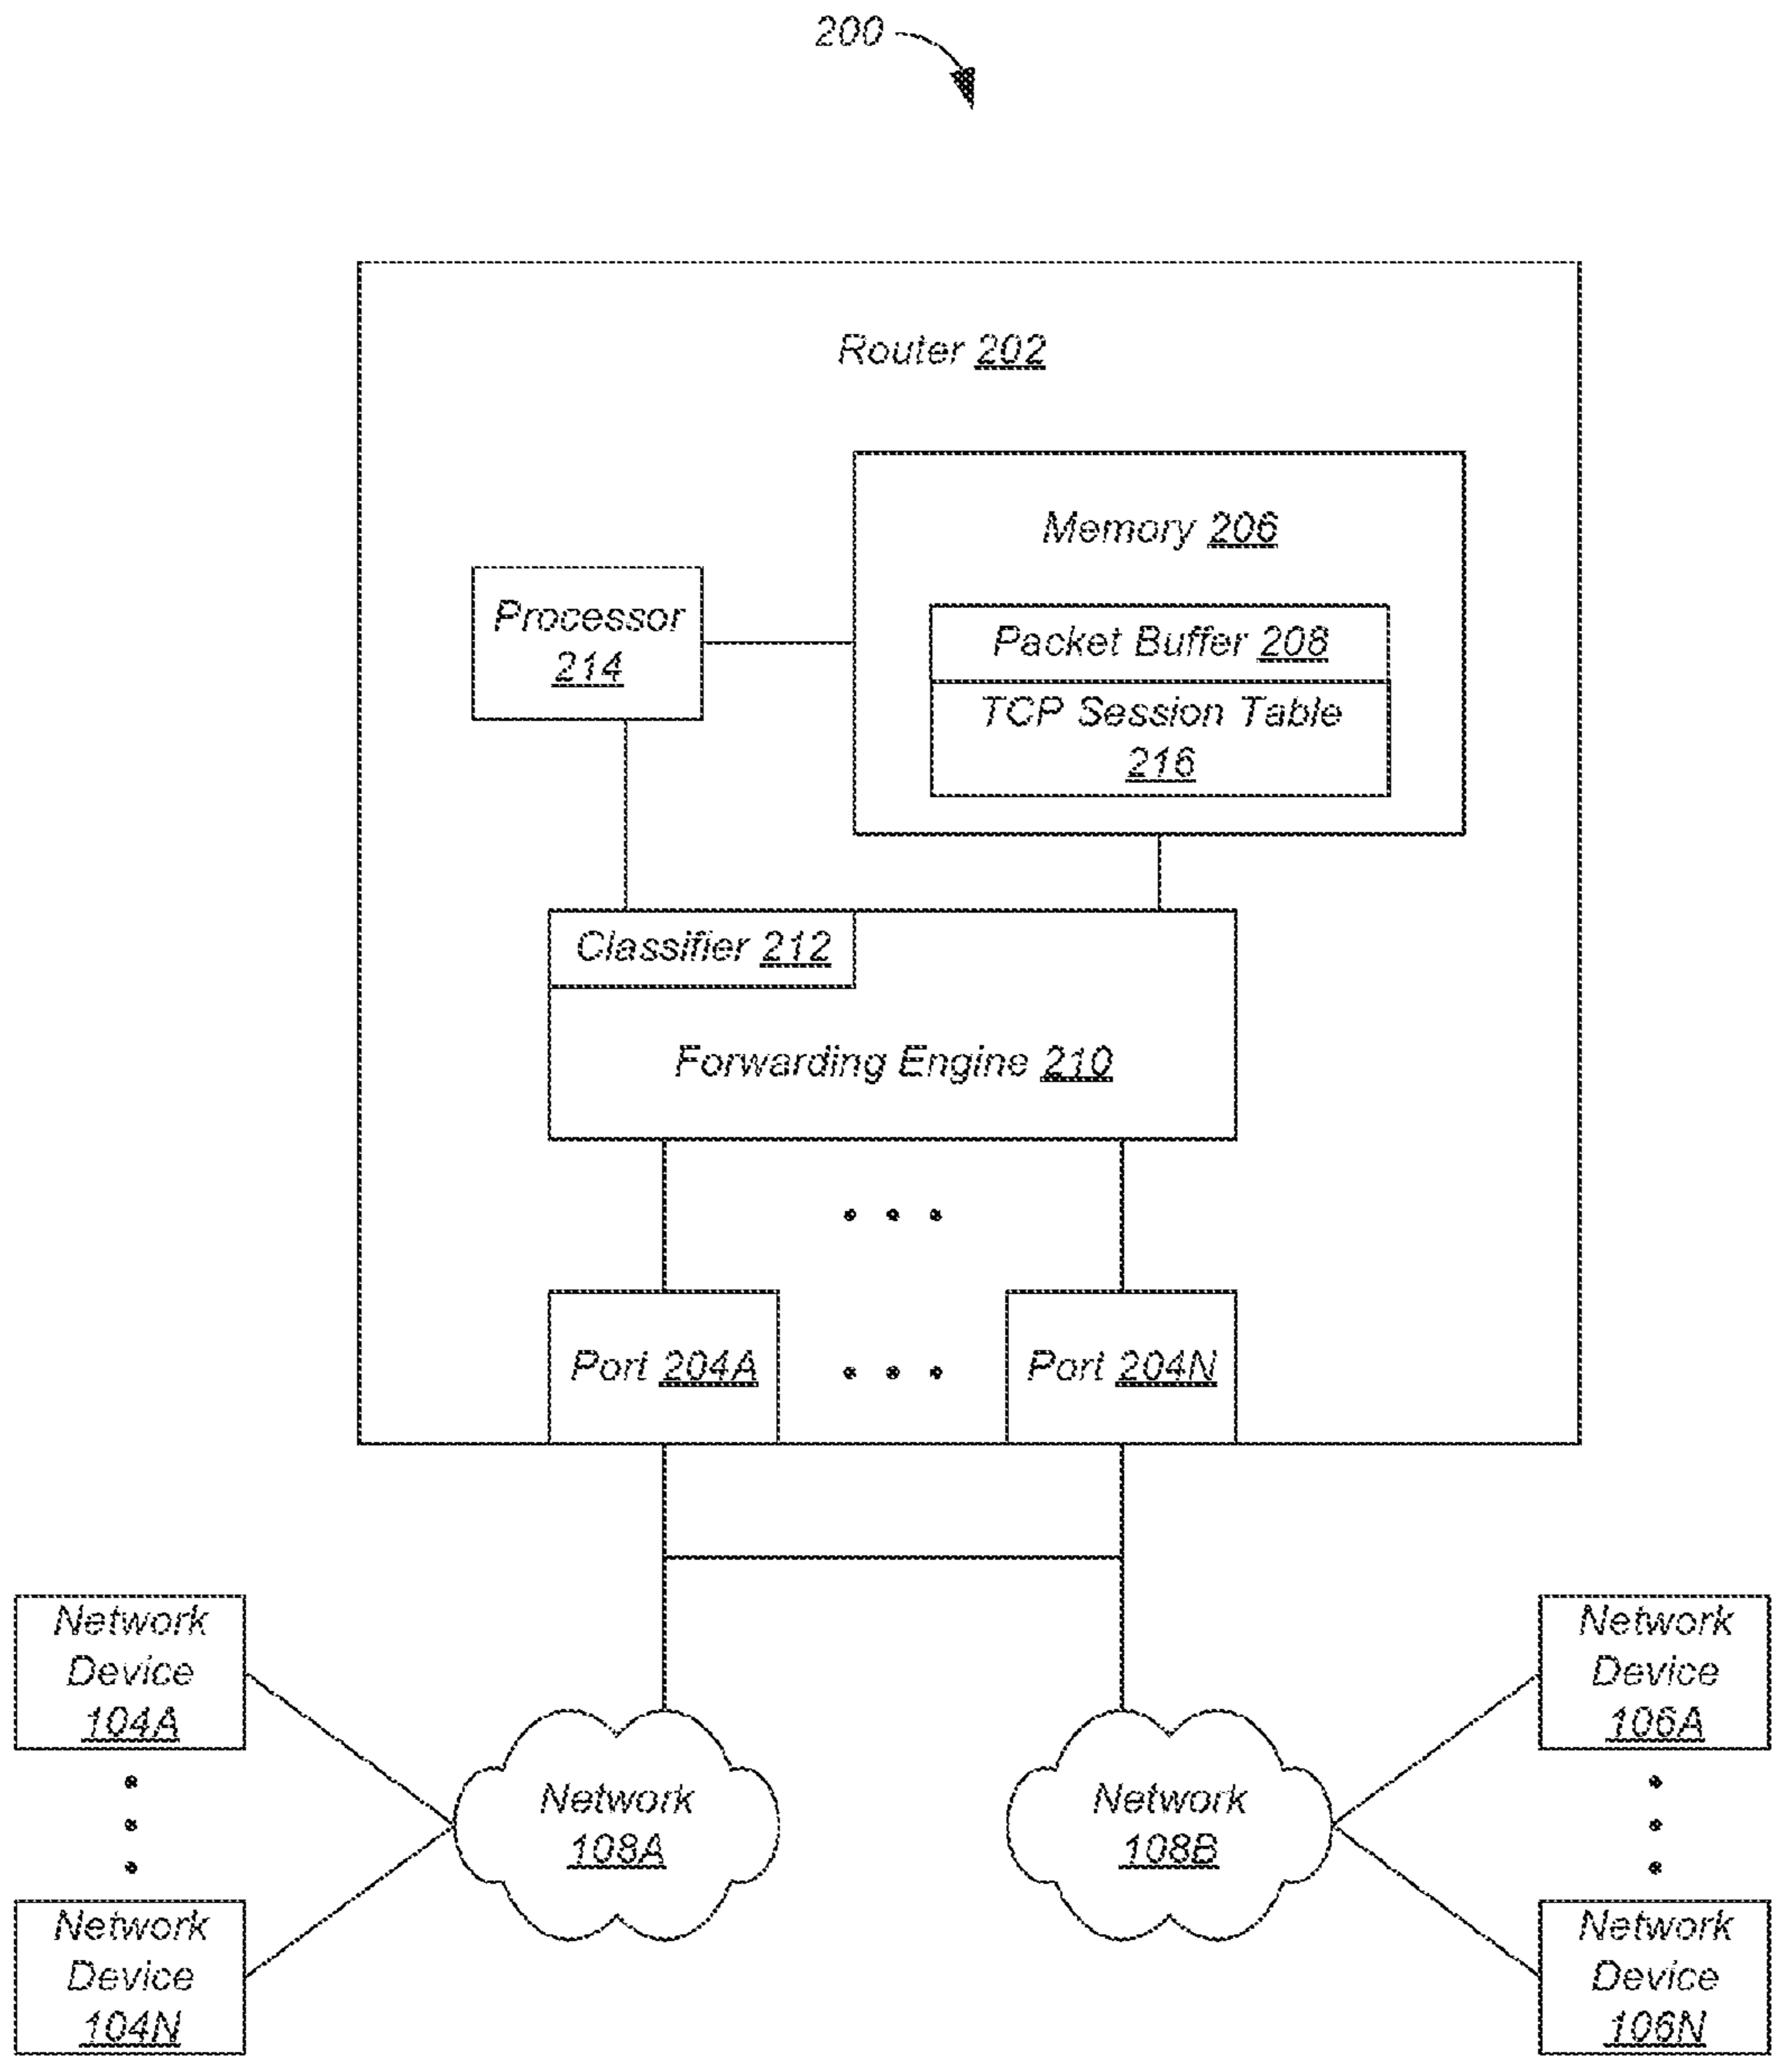 200
Router 202
Memory 206
Processor
214
Packet Buffer 208
TCP Session Table
216
Classifier 212
Forwarding Engine 210
Port 204A
Port 204N
Network
Device
104A
Network
Device
106A
Network
108A
Network
108B
Network
Device
104N
Network
Device
106N